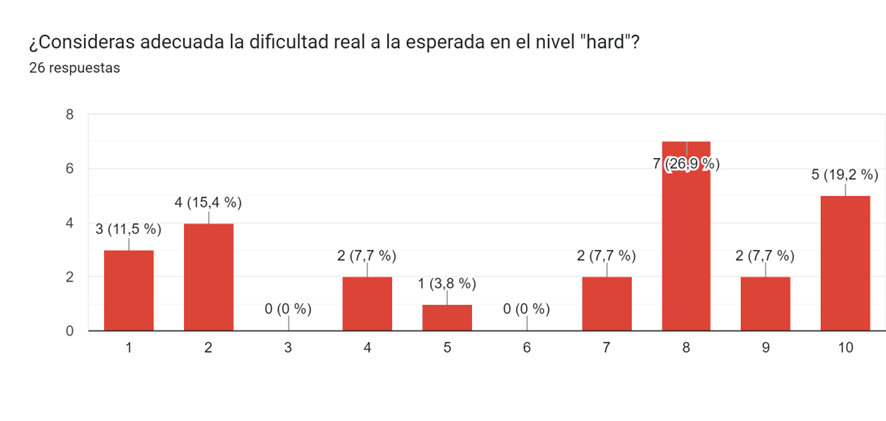 ¿Consideras adecuada la dificultad real a la esperada en el nivel "hard"?
26 respuestas
8
6
4
2
0
3 (11,5 %)
4 (15,4 %)
0 (0 %)
2 (7,7 %)
1 (3,8 %)
0 (0 %)
2 (7,7 %)
7 (26,9 %)
2 (7,7 %)
5 (19,2 %)
1 2 3 4 5 6 7 8 9 10